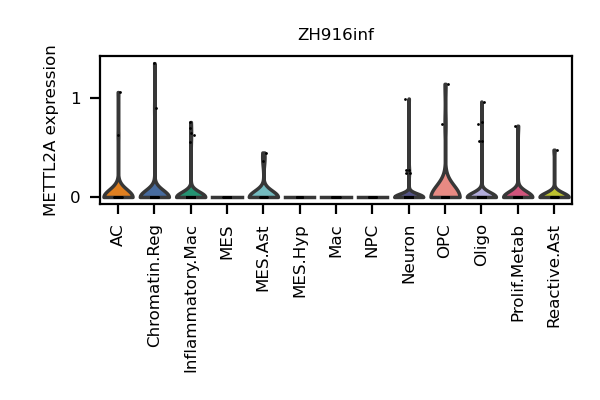 ZH916inf
METTL2A expression
1
0
AC
Chromatin.Reg
Inflammatory.Mac
MES
MES.Ast
MES.Hyp
Mac
NPC
Neuron
OPC
Oligo
Prolif.Metab
Reactive.Ast